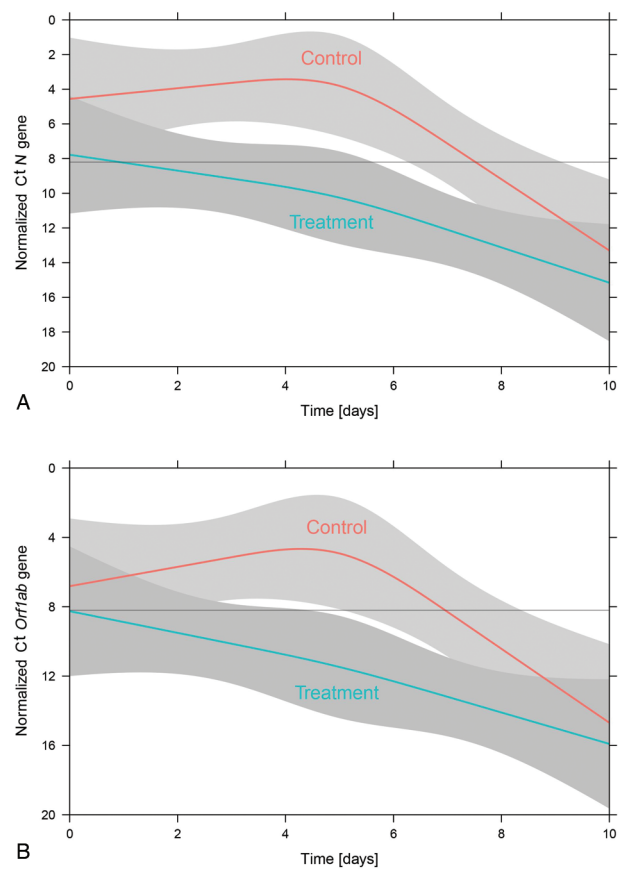 0
2
4
6
8
10
12
14
16
18
20
Normalized Ct N gene
Control
Treatment
0 2 4 6 8 10
Time [days]
A
0
4
8
12
16
20
Normalized Ct Orf1ab gene
Control
Treatment
0 2 4 6 8 10
Time [days]
B